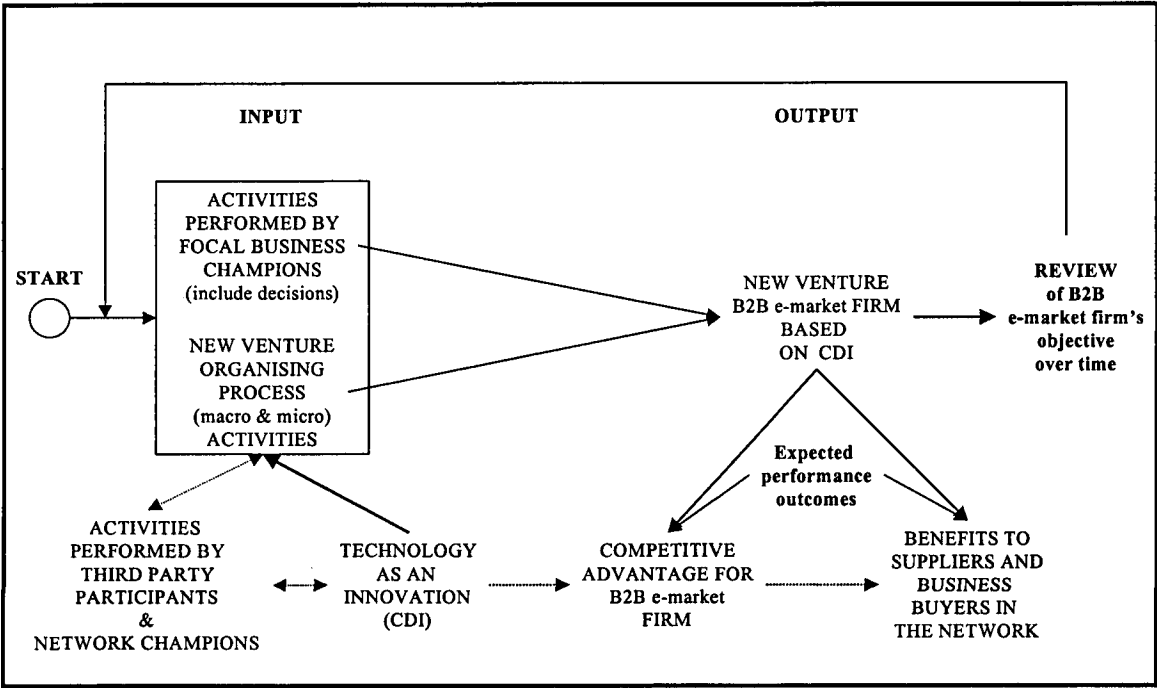 INPUT
OUTPUT
START
ACTIVITIES
PERFORMED BY
FOCAL BUSINESS
CHAMPIONS
(include decisions)
NEW VENTURE
ORGANISING
PROCESS
(macro & micro)
ACTIVITIES
NEW VENTURE
B2B e-market FIRM
BASED
ON CDI
REVIEW
of B2B
e-market firm's
objective
over time
Expected
performance
outcomes
ACTIVITIES
PERFORMED BY
THIRD PARTY
PARTICIPANTS
&
NETWORK CHAMPIONS
TECHNOLOGY
AS AN
INNOVATION
(CDI)
COMPETITIVE
ADVANTAGE FOR
B2B e-market
FIRM
BENEFITS TO
SUPPLIERS AND
BUSINESS
BUYERS IN
THE NETWORK